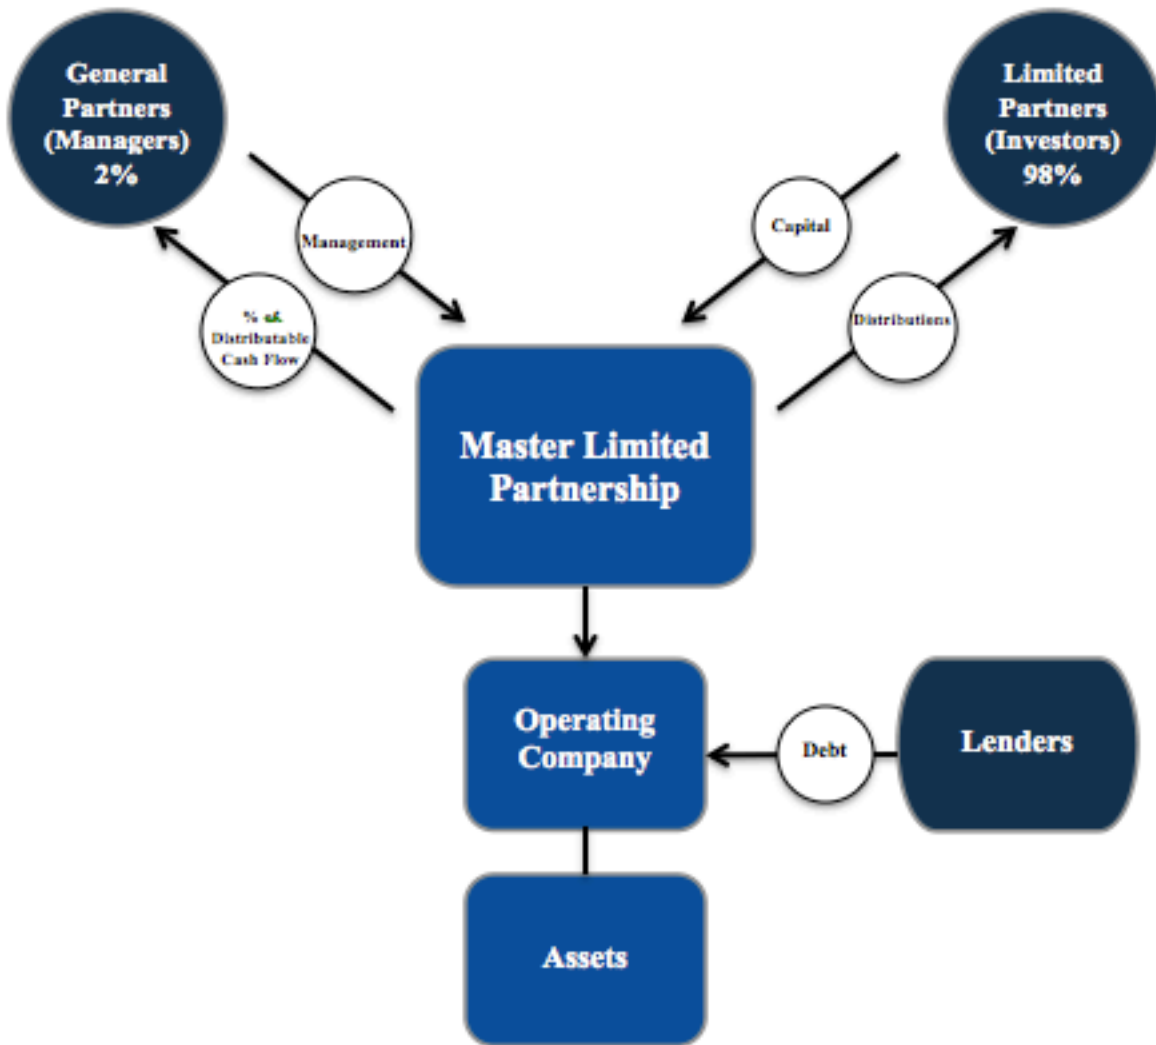 General
Partners
(Managers)
2%
Limited
Partners
(Investors)
98%
Management
Capital
% of
Distributable
Cash Flow
Distributions
Master Limited
Partnership
Operating
Company
Debt
Lenders
Assets